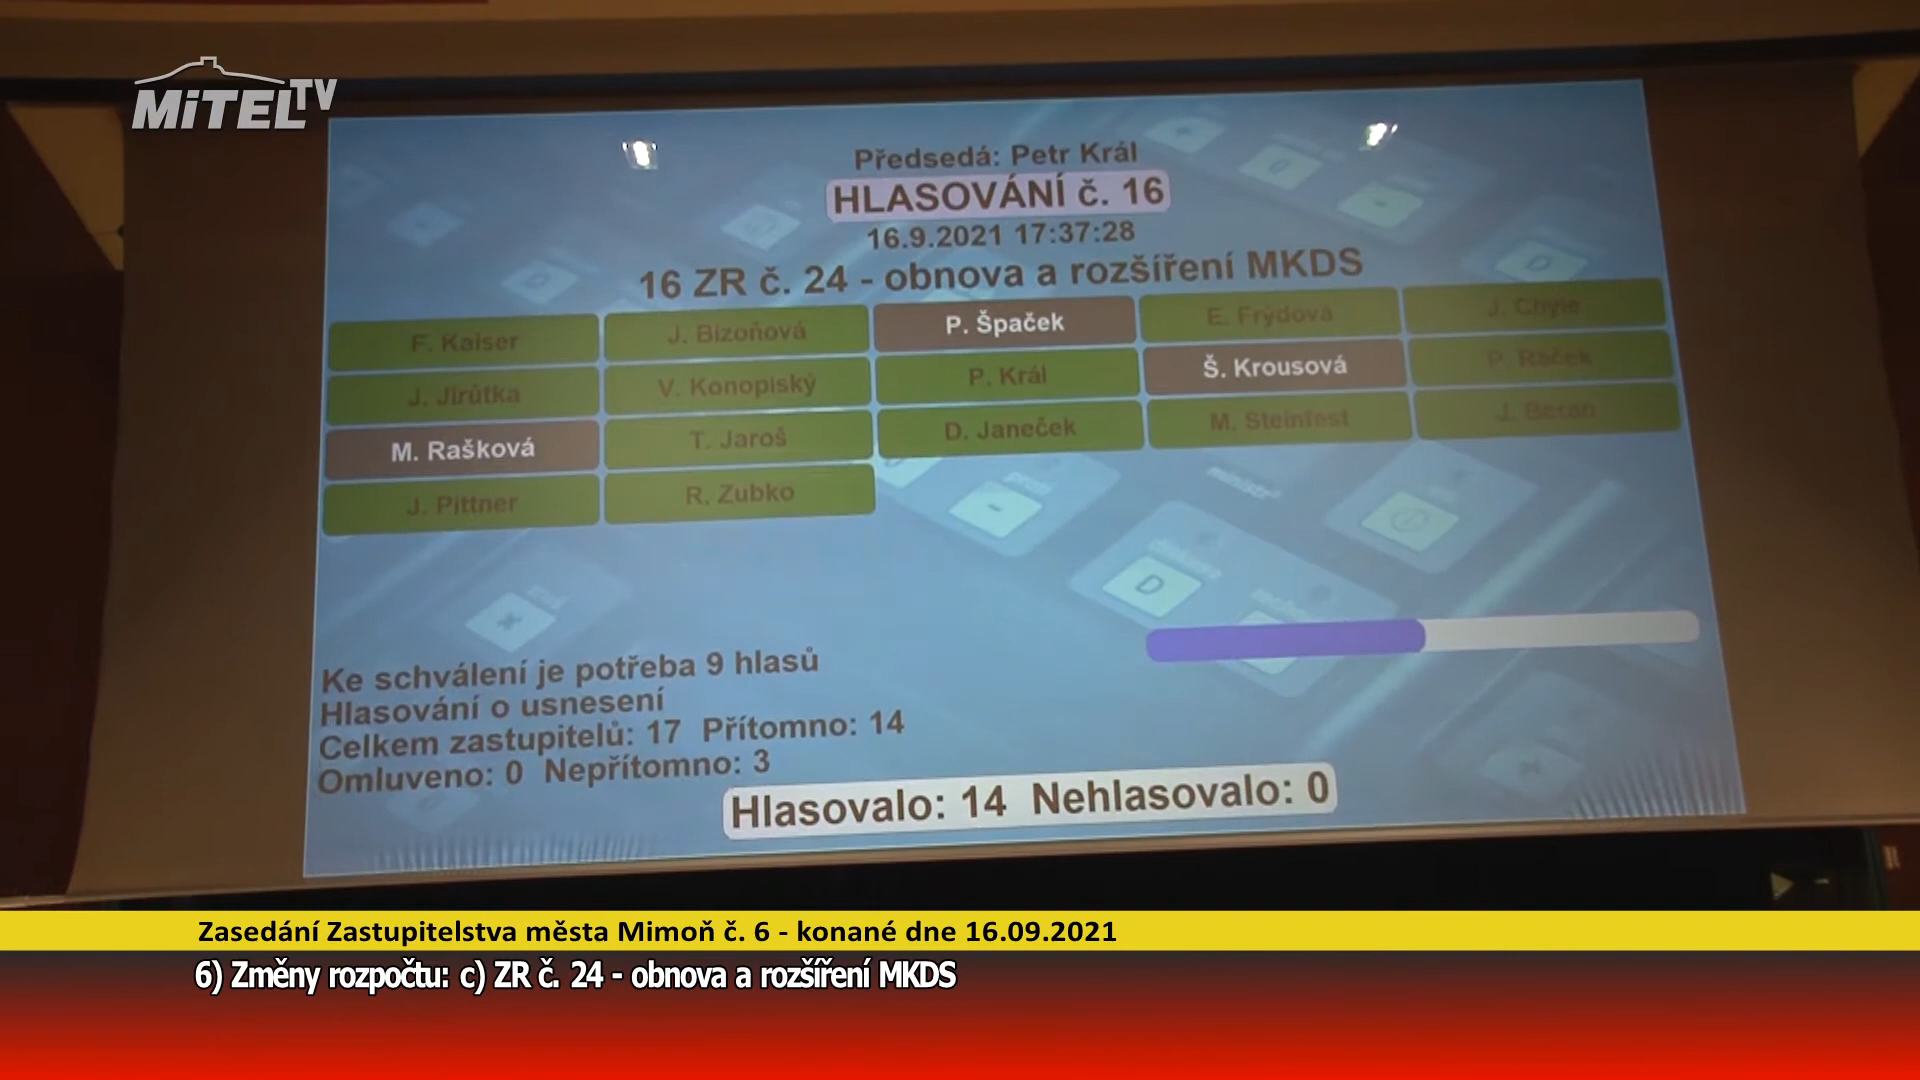 MiTEL TV
Předsedá: Petr Král
HLASOVÁNÍ č. 16
16.9.2021 17:37:28
16 ZR č. 24 - obnova a rozšíření MKDS
F. Kaiser J. Bizoňová P. Špaček E. Frýdová J. Chyle
J. Jirůtka V. Konopiský P. Král Š. Krousová P. Raček
M. Rašková T. Jaroš D. Janeček M. Steinfest J. Beran
J. Pittner R. Zubko
Ke schválení je potřeba 9 hlasů
Hlasování o usnesení
Celkem zastupitelů: 17 Přítomno: 14
Omluveno: 0 Nepřítomno: 3
Hlasovalo: 14 Nehlasovalo: 0
Zasedání Zastupitelstva města Mimoň č. 6 - konané dne 16.09.2021
6) Změny rozpočtu: c) ZR č. 24 - obnova a rozšíření MKDS